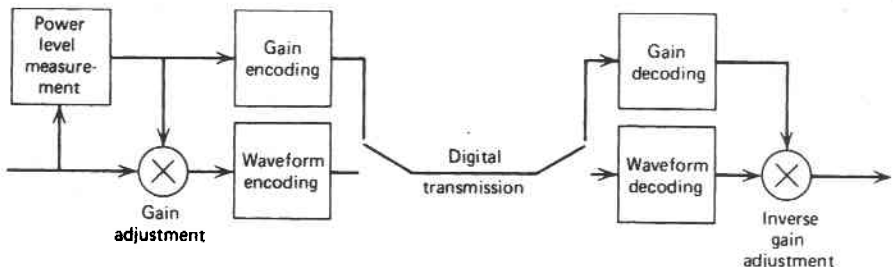 Power
level
measure-
ment
Gain
encoding
Gain
decoding
Waveform
encoding
Digital
transmission
Waveform
decoding
Gain
adjustment
Inverse
gain
adjustment